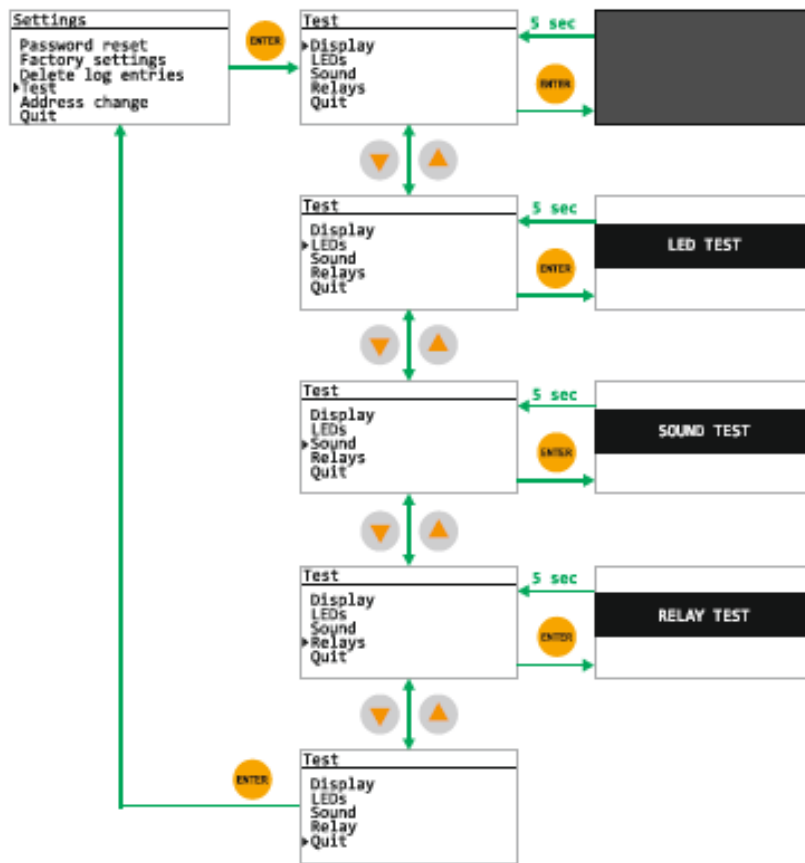 Settings
Password reset
Factory settings
Delete log entries
Test
Address change
Quit
ENTER
Test
Display
LEDs
Sound
Relays
Quit
5 sec
ENTER
Test
Display
LEDs
Sound
Relays
Quit
5 sec
ENTER
LED TEST
Test
Display
LEDs
Sound
Relays
Quit
5 sec
ENTER
SOUND TEST
Test
Display
LEDs
Sound
Relays
Quit
5 sec
ENTER
RELAY TEST
ENTER
Test
Display
LEDs
Sound
Relay
Quit